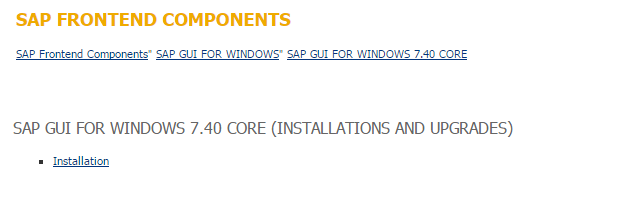 SAP FRONTEND COMPONENTS
SAP Frontend Components" SAP GUI FOR WINDOWS" SAP GUI FOR WINDOWS 7.40 CORE
SAP GUI FOR WINDOWS 7.40 CORE (INSTALLATIONS AND UPGRADES)
Installation